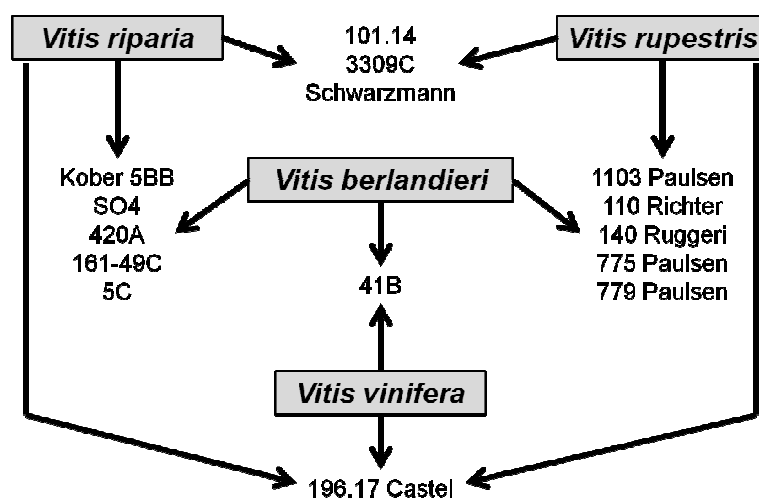 Vitis riparia
101.14
3309C
Schwarzmann
Vitis rupestris
Kober 5BB
SO4
420A
161-49C
5C
Vitis berlandieri
41B
1103 Paulsen
110 Richter
140 Ruggeri
775 Paulsen
779 Paulsen
Vitis vinifera
196.17 Castel